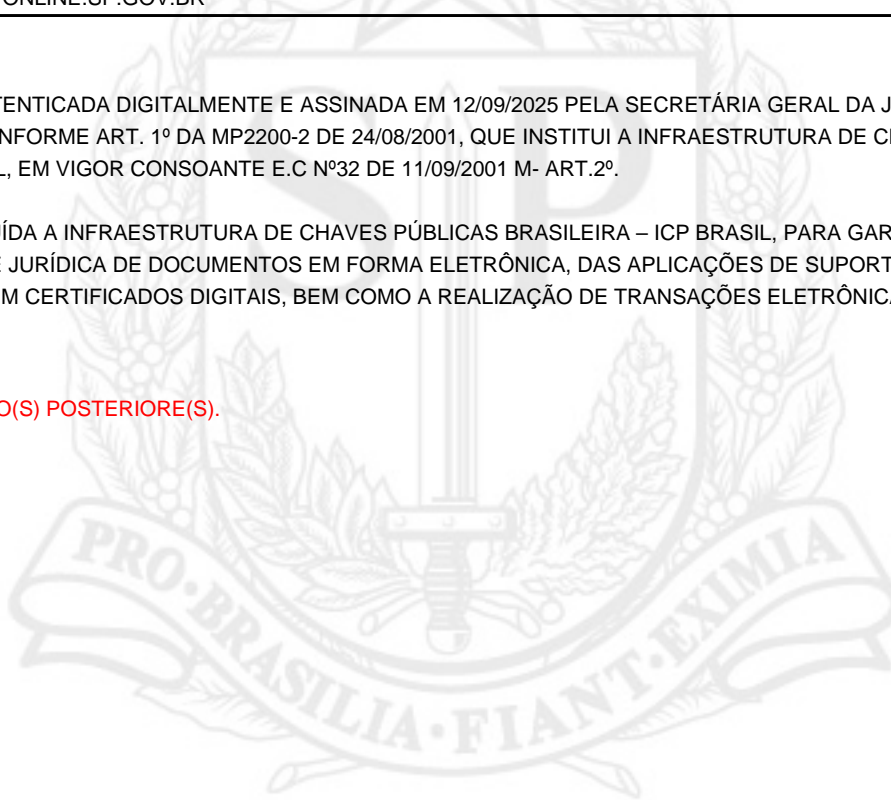 ONLINE.SP.GOV.BR
TENTICADA DIGITALMENTE E ASSINADA EM 12/09/2025 PELA SECRETÁRIA GERAL DA J
NFORME ART. 1º DA MP2200-2 DE 24/08/2001, QUE INSTITUI A INFRAESTRUTURA DE C
L, EM VIGOR CONSOANTE E.C Nº32 DE 11/09/2001 M- ART.2º.
UÍDA A INFRAESTRUTURA DE CHAVES PÚBLICAS BRASILEIRA – ICP BRASIL, PARA GAR
E JURÍDICA DE DOCUMENTOS EM FORMA ELETRÔNICA, DAS APLICAÇÕES DE SUPORT
M CERTIFICADOS DIGITAIS, BEM COMO A REALIZAÇÃO DE TRANSAÇÕES ELETRÔNICA
O(S) POSTERIORE(S).
SP
PRO·BRASILIA·FIANT·EXIMIA